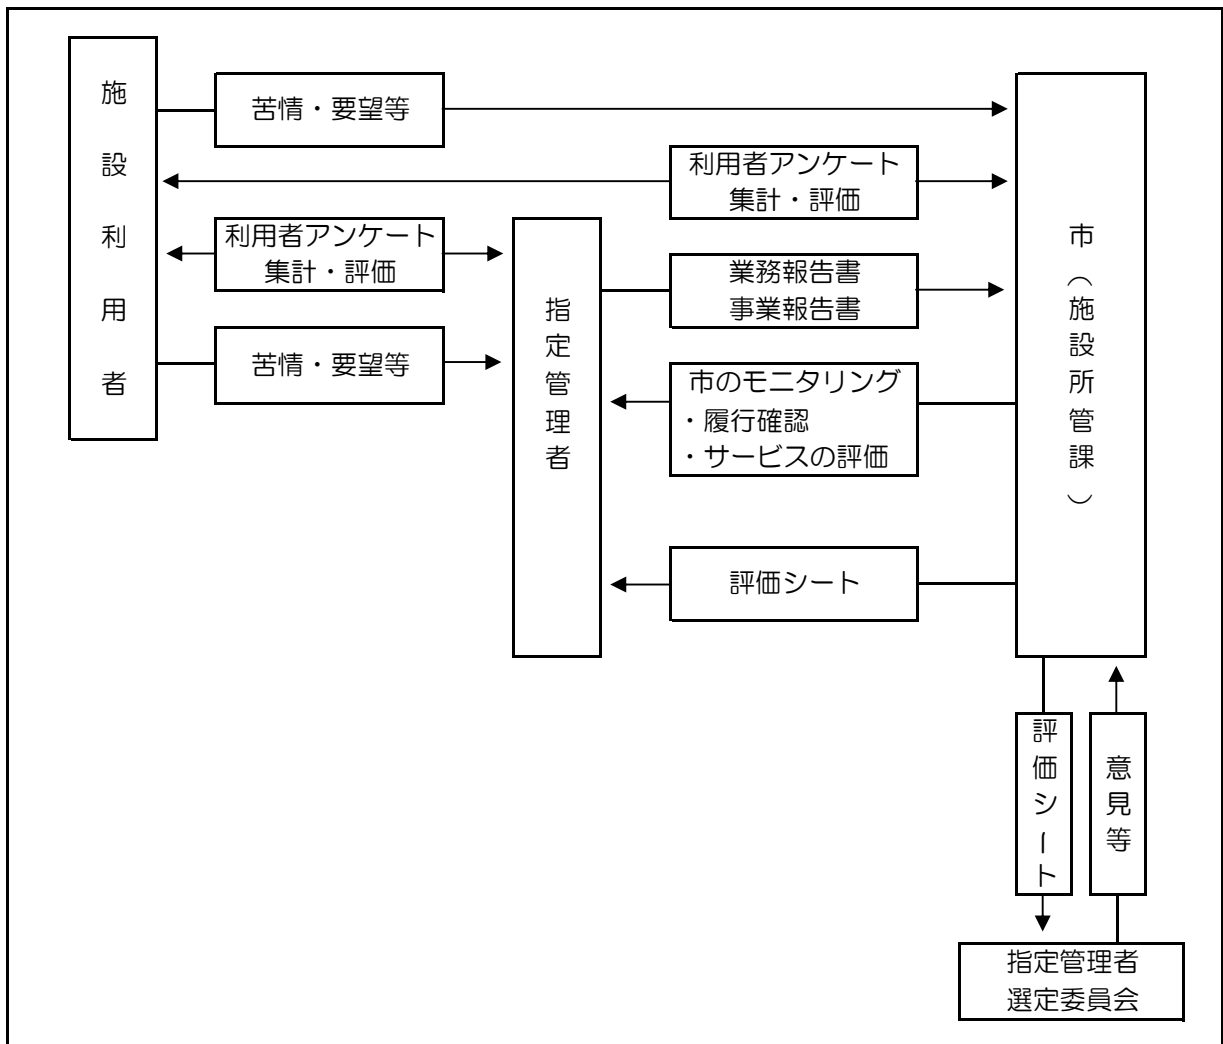 施設利用者
苦情・要望等
利用者アンケート
集計・評価
利用者アンケート
集計・評価
苦情・要望等
指定管理者
業務報告書
事業報告書
市のモニタリング
・履行確認
・サービスの評価
評価シート
市（施設所管課）
評価シート
意見等
指定管理者
選定委員会